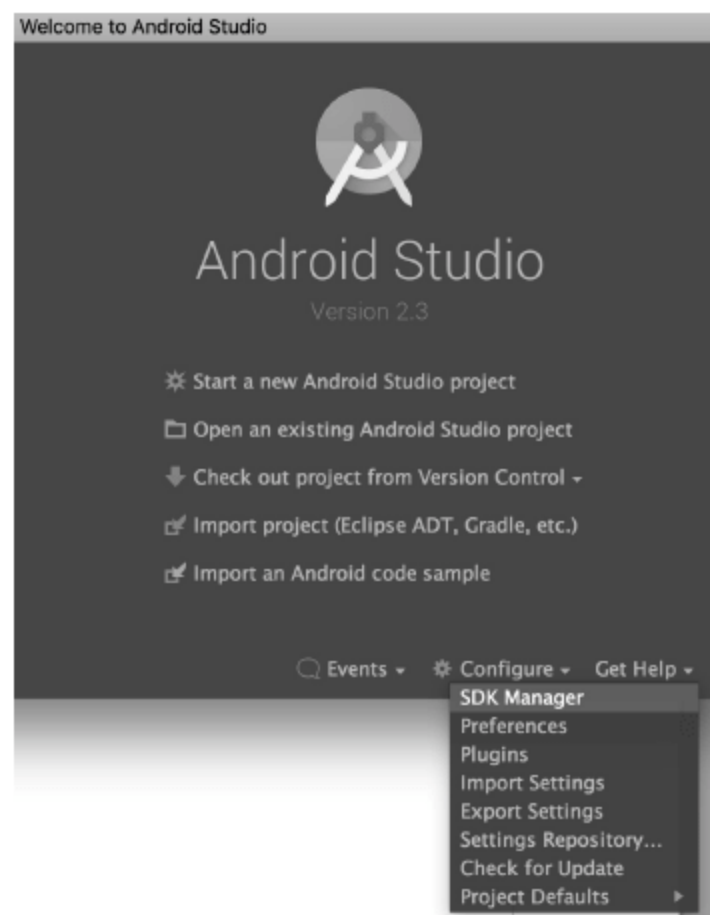 Welcome to Android Studio
Android Studio
Version 2.3
Start a new Android Studio project
Open an existing Android Studio project
Check out project from Version Control
Import project (Eclipse ADT, Gradle, etc.)
Import an Android code sample
Events Configure Get Help
SDK Manager
Preferences
Plugins
Import Settings
Export Settings
Settings Repository...
Check for Update
Project Defaults